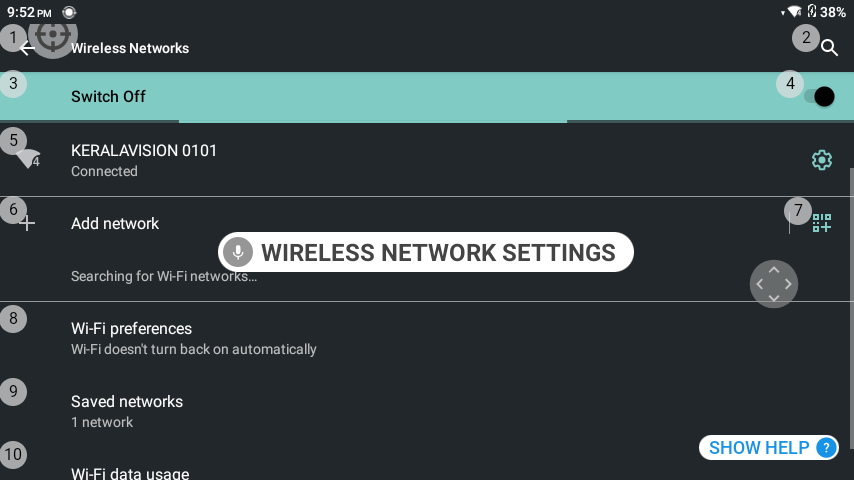 9:52 PM
38%
1
Wireless Networks
2
3
Switch Off
4
5
4
KERALAVISION 0101
Connected
6
Add network
7
WIRELESS NETWORK SETTINGS
Searching for Wi-Fi networks…
8
Wi-Fi preferences
Wi-Fi doesn't turn back on automatically
9
Saved networks
1 network
10
SHOW HELP ?
Wi-Fi data usage